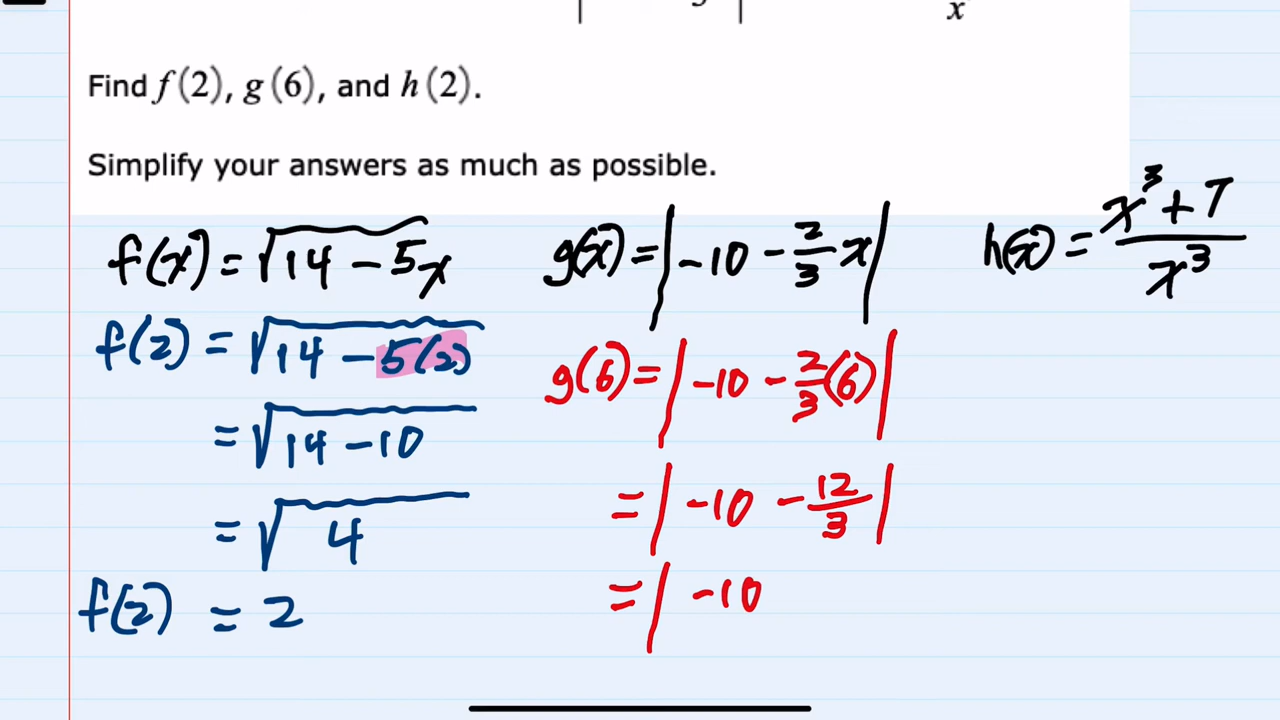 x
Find f(2), g(6), and h(2).
Simplify your answers as much as possible.
f(x) = √14 − 5x
g(x) = |−10 − 2/3 x|
h(x) = x³ + 7 / x³
f(2) = √14 − 5(2)
= √14 − 10
= √4
f(2) = 2
g(6) = |−10 − 2/3 (6)|
= |−10 − 12/3|
= |−10